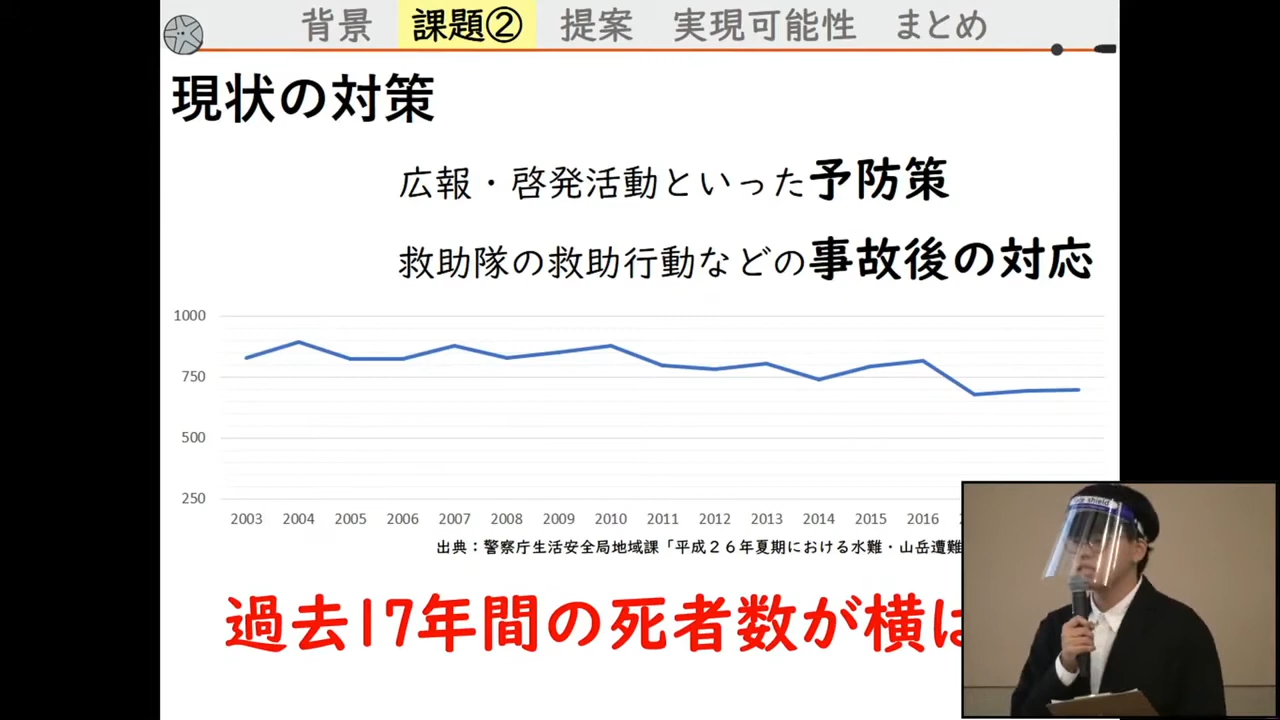 背景 課題② 提案 実現可能性 まとめ
現状の対策
広報・啓発活動といった予防策
救助隊の救助行動などの事故後の対応
1000
750
500
250
2003 2004 2005 2006 2007 2008 2009 2010 2011 2012 2013 2014 2015 2016
出典：警察庁生活安全局地域課「平成２６年夏期における水難・山岳遭難
過去17年間の死者数が横は
shield